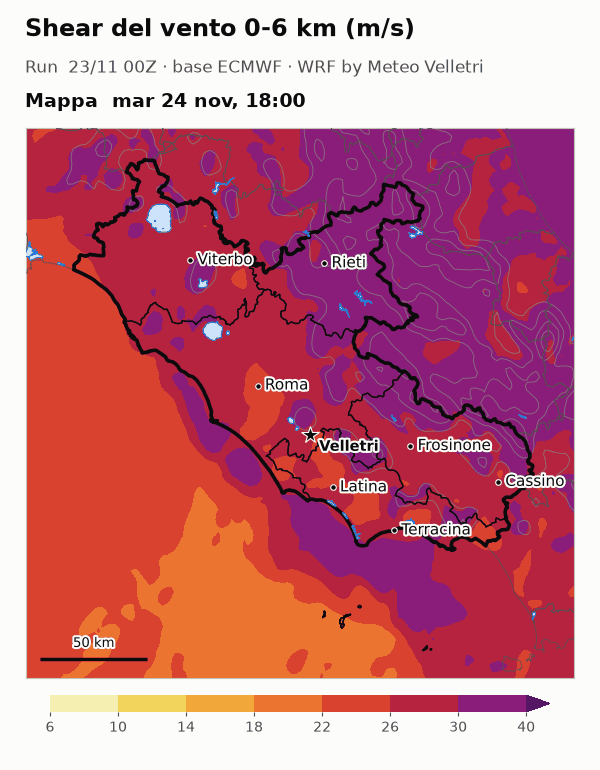 Shear del vento 0-6 km (m/s)
Run  23/11 00Z · base ECMWF · WRF by Meteo Velletri
Mappa  mar 24 nov, 18:00
Viterbo
Rieti
Roma
Velletri
Frosinone
Latina
Cassino
Terracina
50 km
6 10 14 18 22 26 30 40